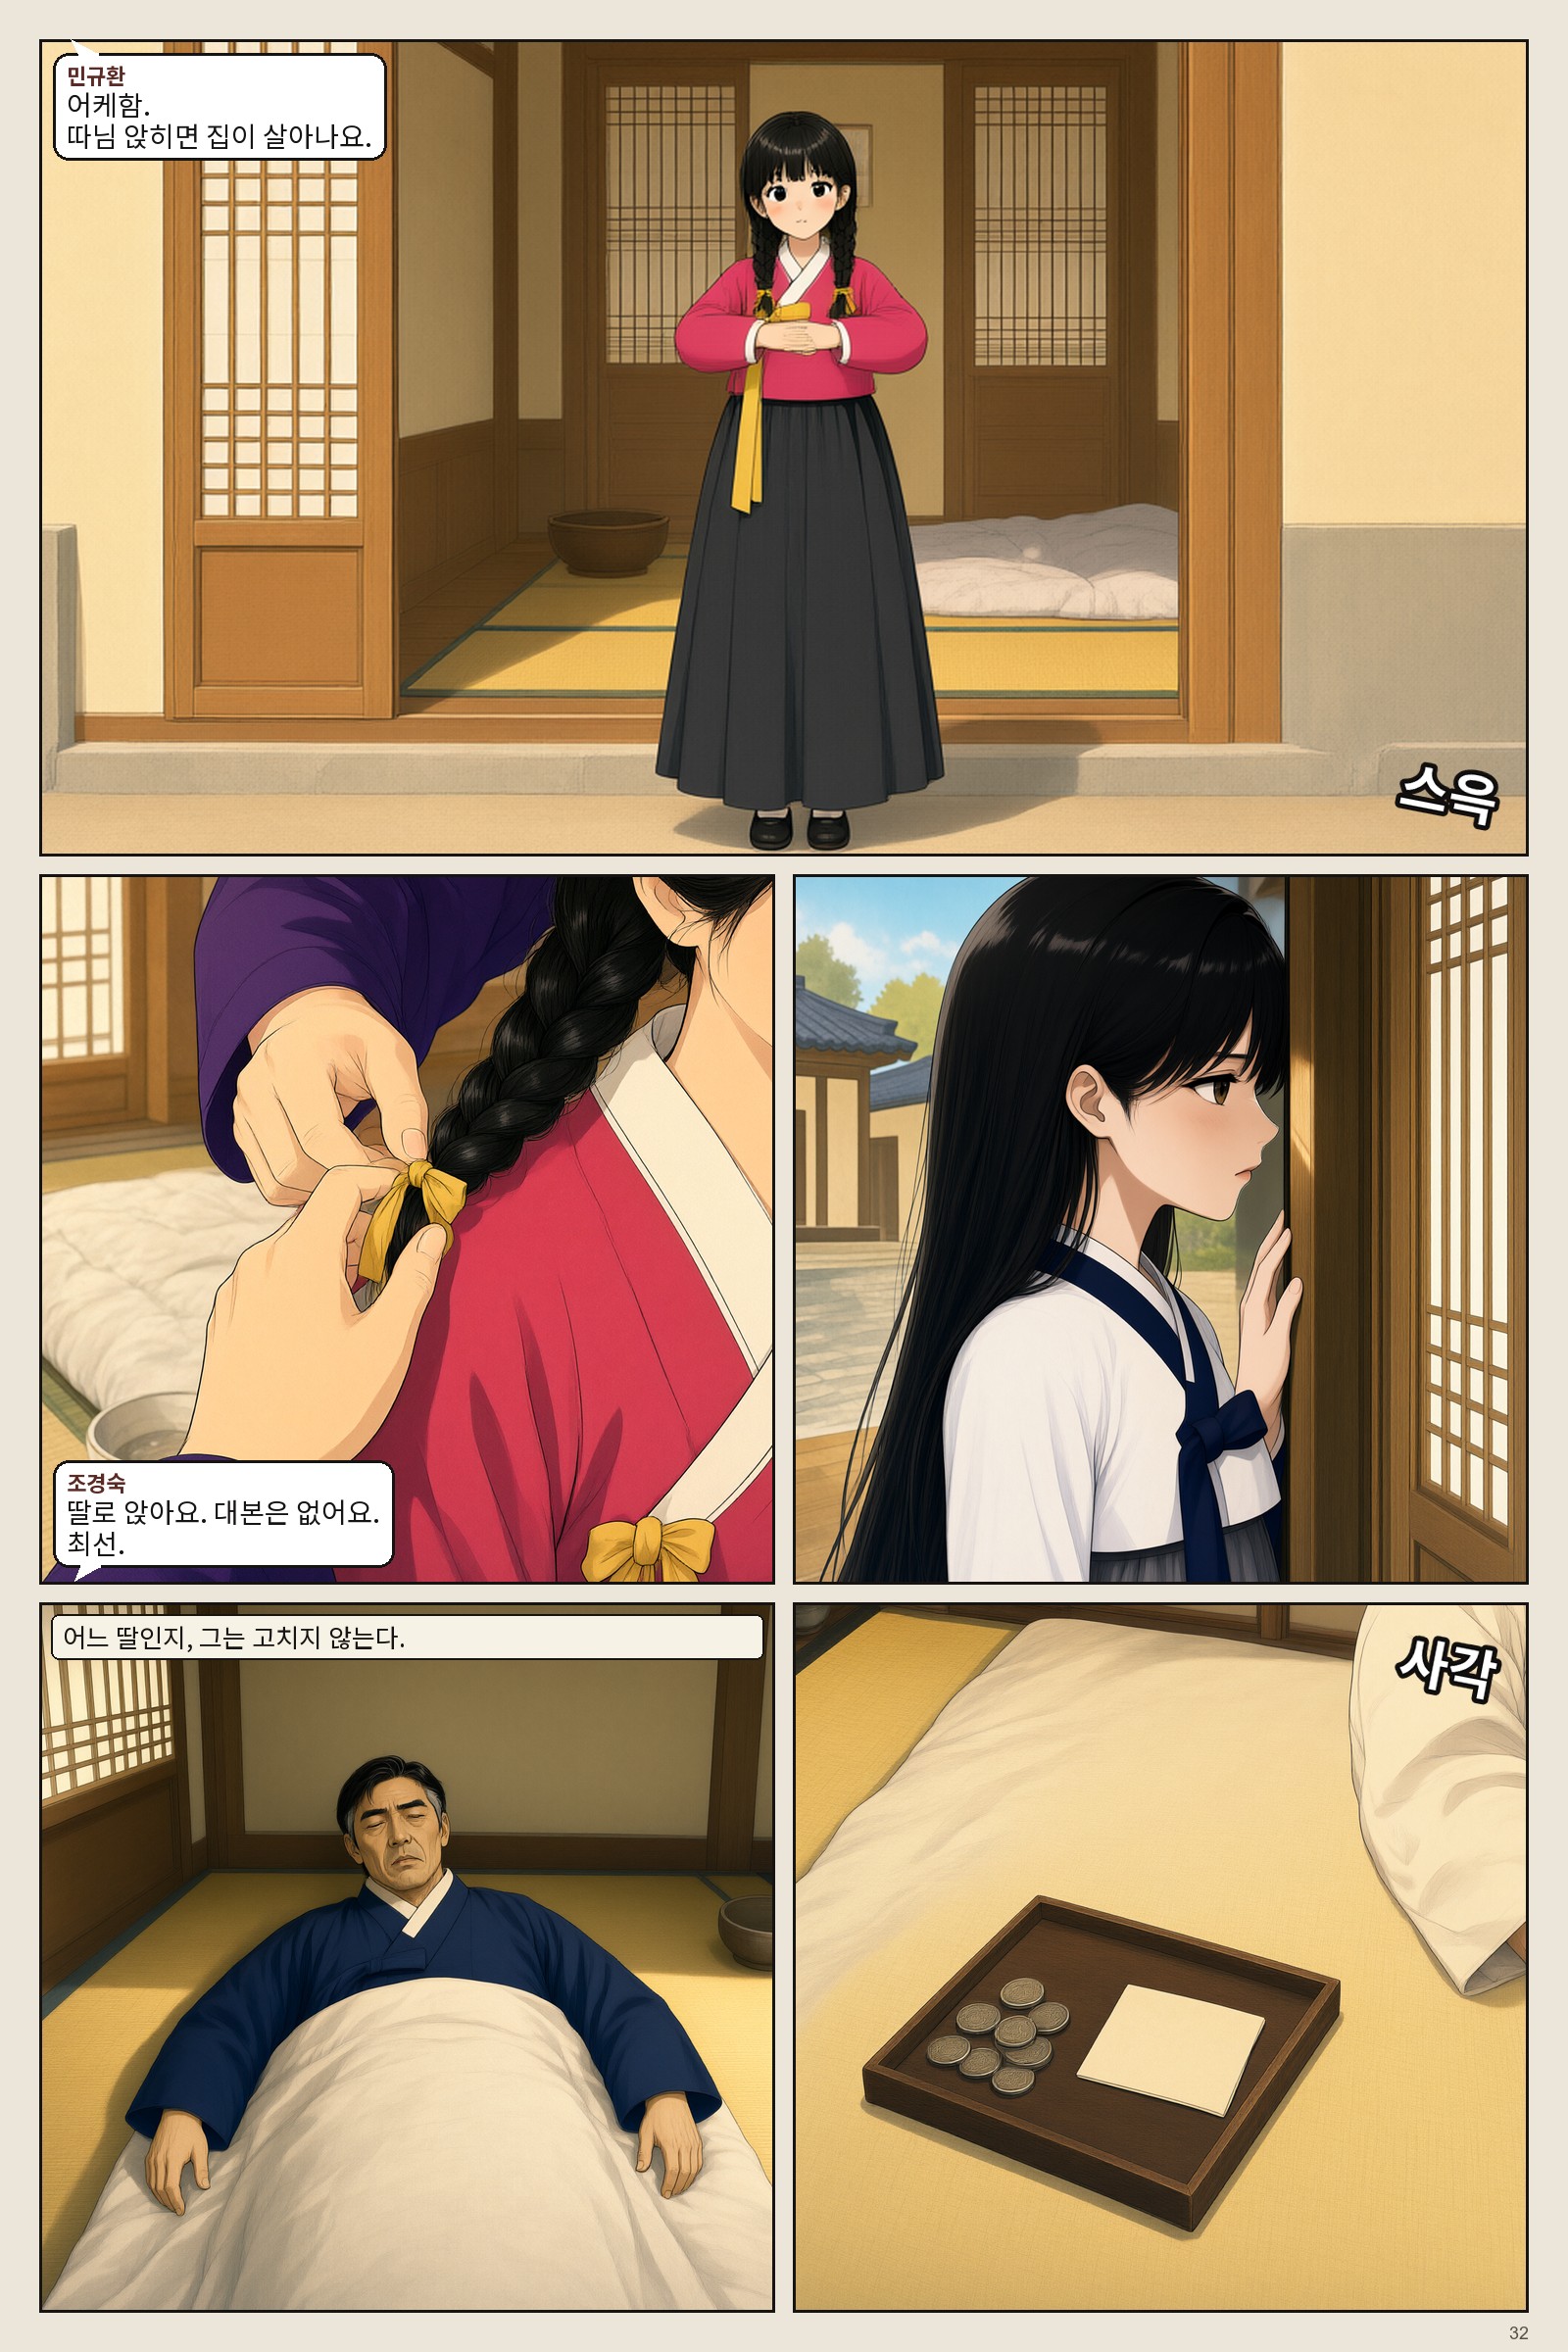 민규환
어케함.
따님 앉히면 집이 살아나요.
스윽
조경숙
딸로 앉아요. 대본은 없어요.
최선.
어느 딸인지, 그는 고치지 않는다.
사각
32